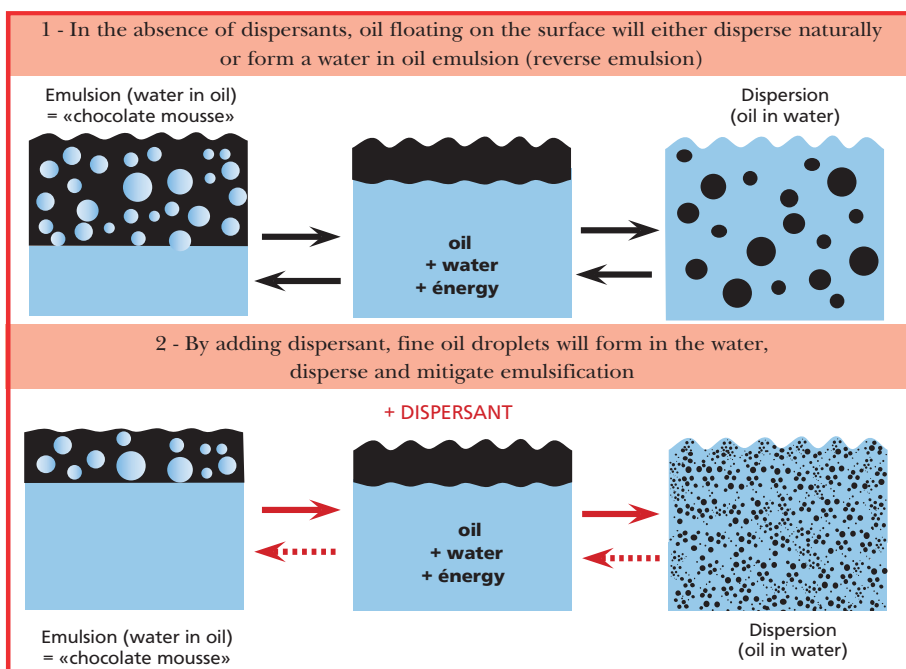 1 - In the absence of dispersants, oil floating on the surface will either disperse naturally
or form a water in oil emulsion (reverse emulsion)
Emulsion (water in oil)
= «chocolate mousse»
Dispersion
(oil in water)
oil
+ water
+ énergy
2 - By adding dispersant, fine oil droplets will form in the water,
disperse and mitigate emulsification
+ DISPERSANT
oil
+ water
+ énergy
Emulsion (water in oil)
= «chocolate mousse»
Dispersion
(oil in water)